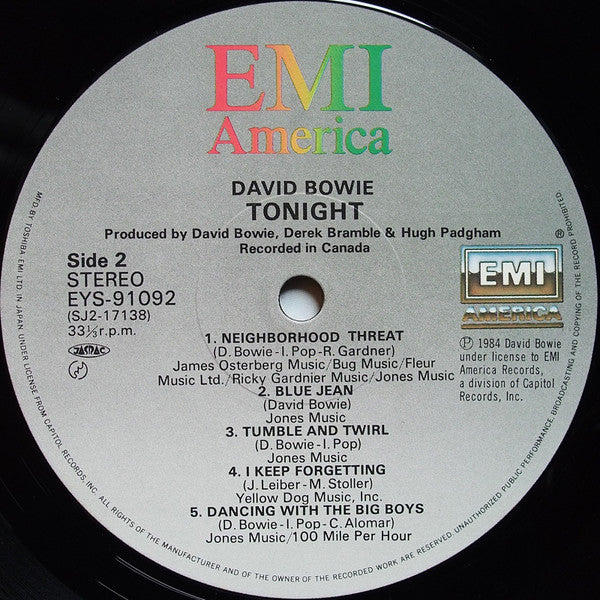 EMI
America
DAVID BOWIE
TONIGHT
Produced by David Bowie, Derek Bramble & Hugh Padgham
Recorded in Canada
Side 2
STEREO
EYS-91092
(SJ2-17138)
33⅓ r.p.m.
JASRAC
EMI
AMERICA
Ⓟ 1984 David Bowie
under license to EMI
America Records,
a division of Capitol
Records, Inc.
1. NEIGHBORHOOD THREAT
(D. Bowie-I. Pop-R. Gardner)
James Osterberg Music/Bug Music/Fleur
Music Ltd./Ricky Gardnier Music/Jones Music
2. BLUE JEAN
(David Bowie)
Jones Music
3. TUMBLE AND TWIRL
(D. Bowie-I. Pop)
Jones Music
4. I KEEP FORGETTING
(J. Leiber-M. Stoller)
Yellow Dog Music, Inc.
5. DANCING WITH THE BIG BOYS
(D. Bowie-I. Pop-C. Alomar)
Jones Music/100 Mile Per Hour
MFD. BY TOSHIBA EMI LTD. IN JAPAN UNDER LICENSE FROM CAPITOL RECORDS, INC. ALL RIGHTS OF THE MANUFACTURER AND OF THE OWNER OF THE RECORDED WORK ARE RESERVED. UNAUTHORIZED PUBLIC PERFORMANCE, BROADCASTING AND COPYING OF THE RECORD PROHIBITED. ®